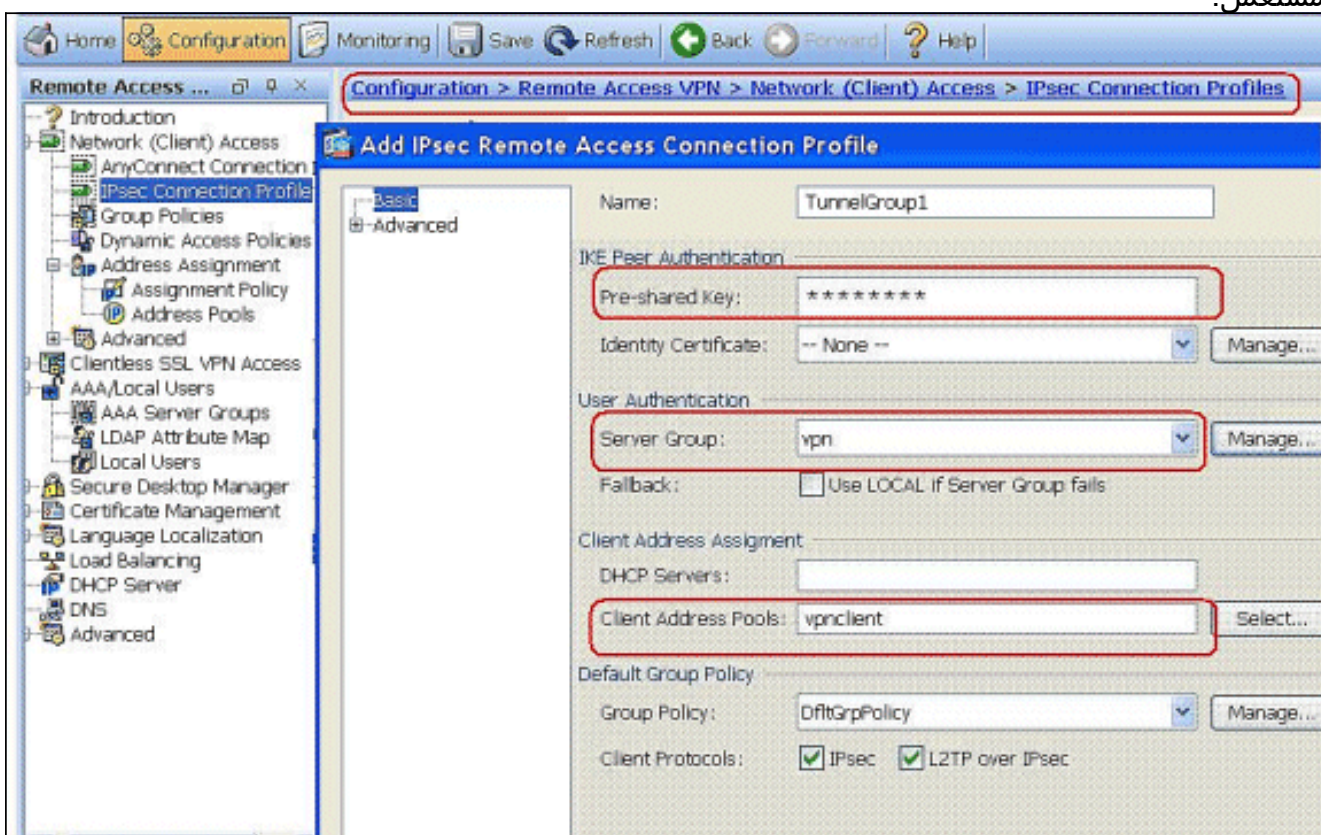 Home Configuration Monitoring Save Refresh Back Forward Help
Remote Access ...
Introduction
Network (Client) Access
AnyConnect Connection
IPsec Connection Profile
Group Policies
Dynamic Access Policies
Address Assignment
Assignment Policy
Address Pools
Advanced
Clientless SSL VPN Access
AAA/Local Users
AAA Server Groups
LDAP Attribute Map
Local Users
Secure Desktop Manager
Certificate Management
Language Localization
Load Balancing
DHCP Server
DNS
Advanced
Configuration > Remote Access VPN > Network (Client) Access > IPsec Connection Profiles
Add IPsec Remote Access Connection Profile
Basic
Advanced
Name: TunnelGroup1
IKE Peer Authentication
Pre-shared Key: ********
Identity Certificate: -- None -- Manage...
User Authentication
Server Group: vpn Manage...
Fallback: Use LOCAL if Server Group fails
Client Address Assigment
DHCP Servers:
Client Address Pools: vpnclient Select...
Default Group Policy
Group Policy: DfltGrpPolicy Manage...
Client Protocols: IPsec L2TP over IPsec